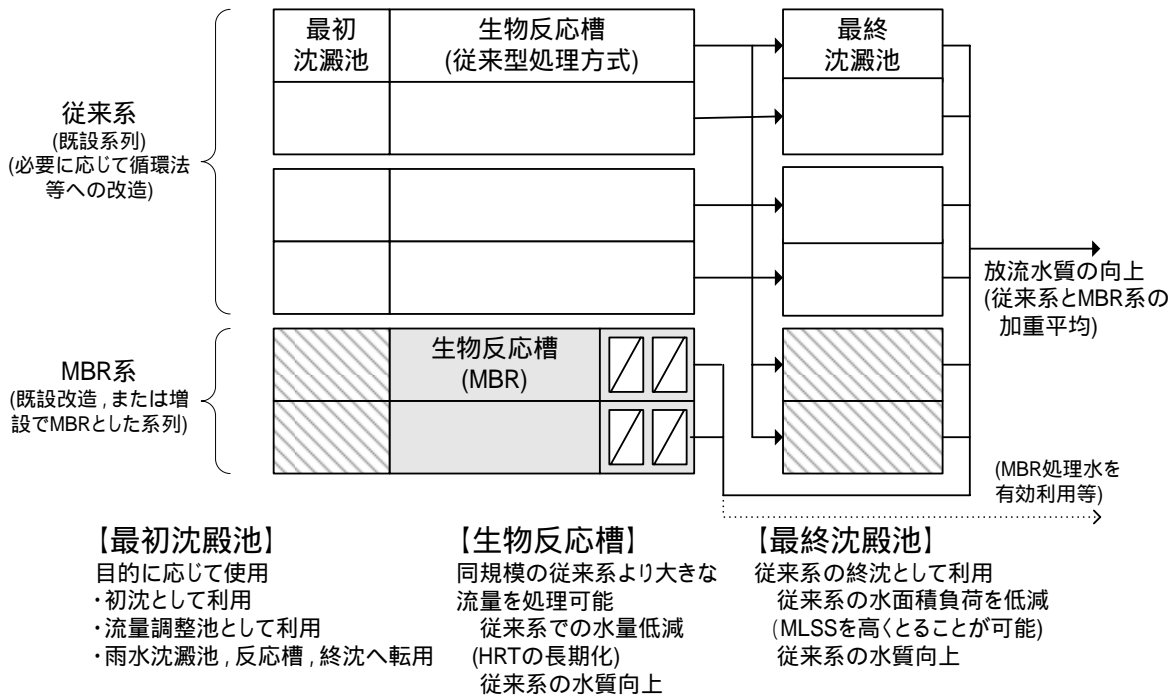 最初
沈澱池
生物反応槽
(従来型処理方式)
最終
沈澱池
従来系
(既設系列)
(必要に応じて循環法
等への改造)
放流水質の向上
(従来系とMBR系の
加重平均)
MBR系
(既設改造,または増
設でMBRとした系列)
生物反応槽
(MBR)
(MBR処理水を
有効利用等)
【最初沈殿池】
目的に応じて使用
・初沈として利用
・流量調整池として利用
・雨水沈澱池,反応槽,終沈へ転用
【生物反応槽】
同規模の従来系より大きな
流量を処理可能
従来系での水量低減
(HRTの長期化)
従来系の水質向上
【最終沈殿池】
従来系の終沈として利用
従来系の水面積負荷を低減
(MLSSを高くとることが可能)
従来系の水質向上